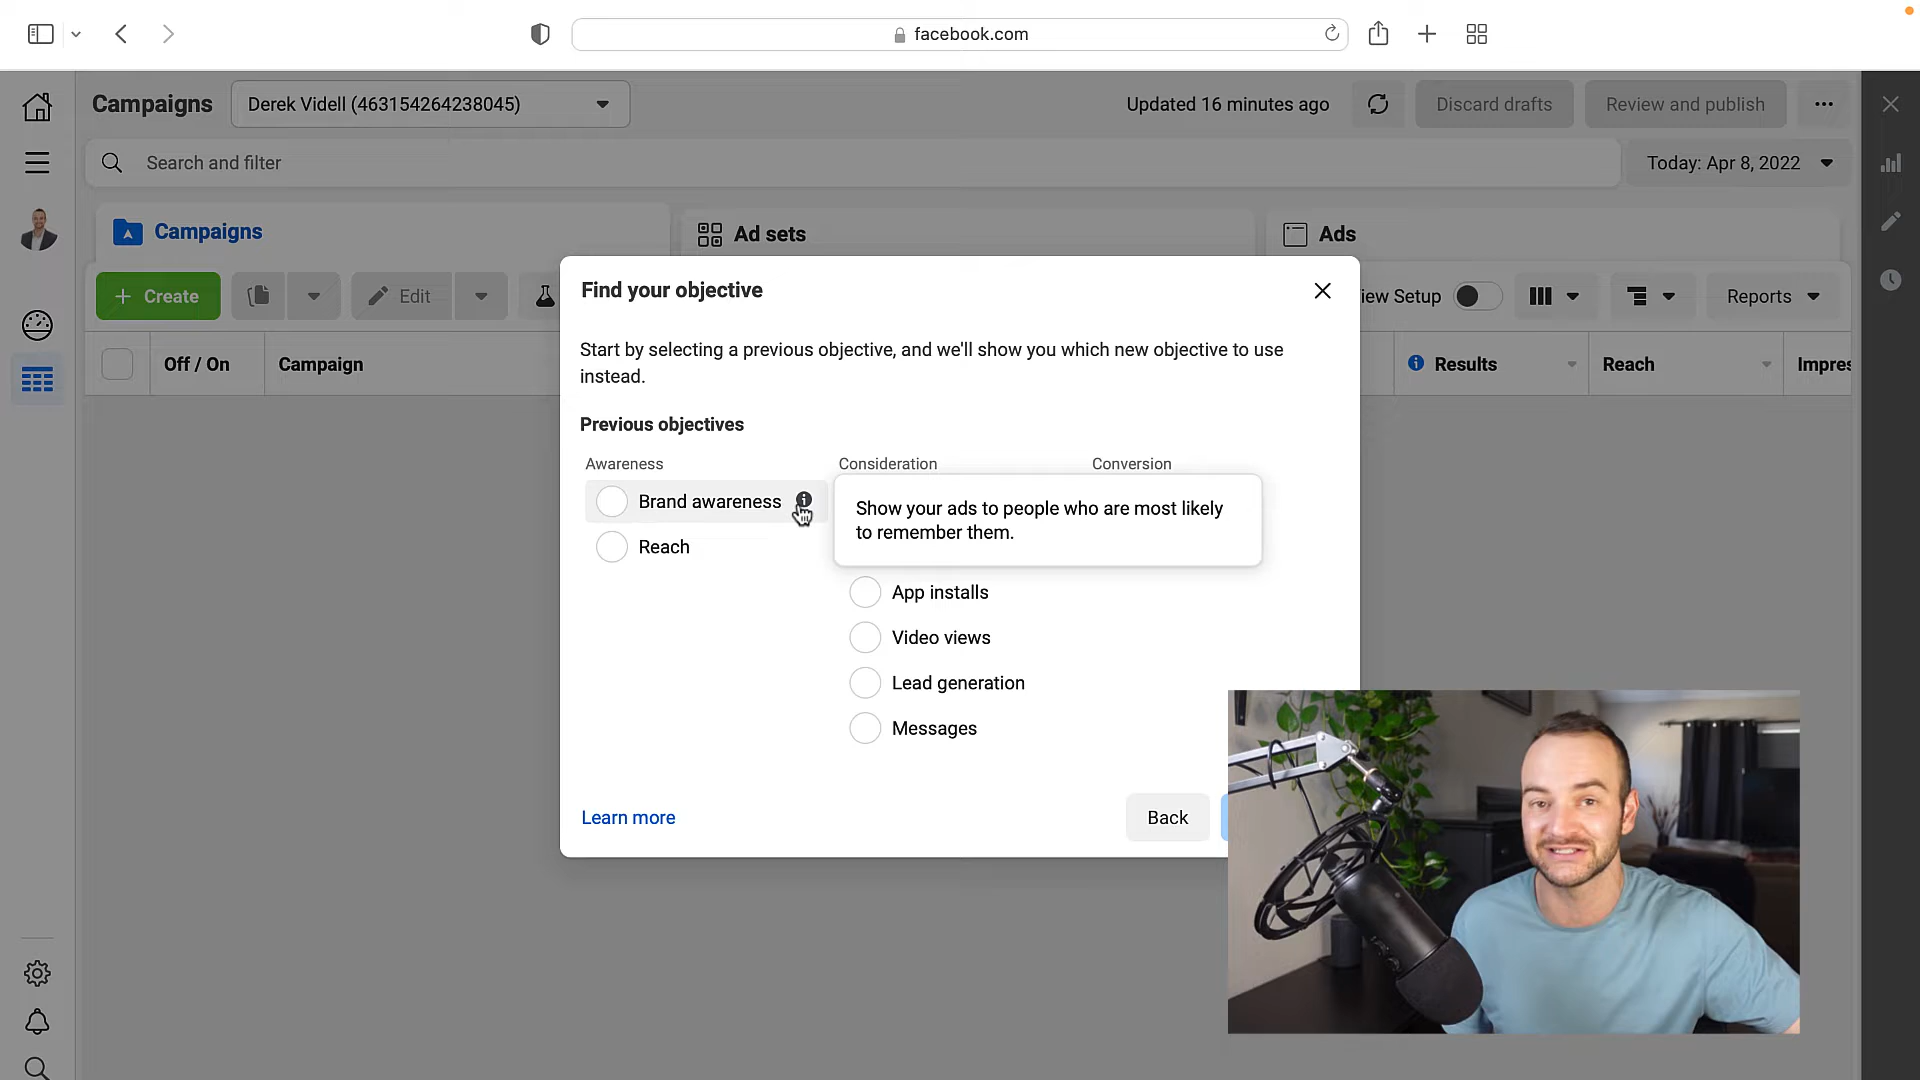 facebook.com
Campaigns
Derek Videll (463154264238045)
Updated 16 minutes ago
Discard drafts
Review and publish
Search and filter
Today: Apr 8, 2022
Campaigns
Ad sets
Ads
+ Create
Edit
iew Setup
Reports
Off / On
Campaign
Results
Reach
Impres
Find your objective
Start by selecting a previous objective, and we'll show you which new objective to use
instead.
Previous objectives
Awareness
Consideration
Conversion
Brand awareness
Show your ads to people who are most likely
to remember them.
Reach
App installs
Video views
Lead generation
Messages
Learn more
Back